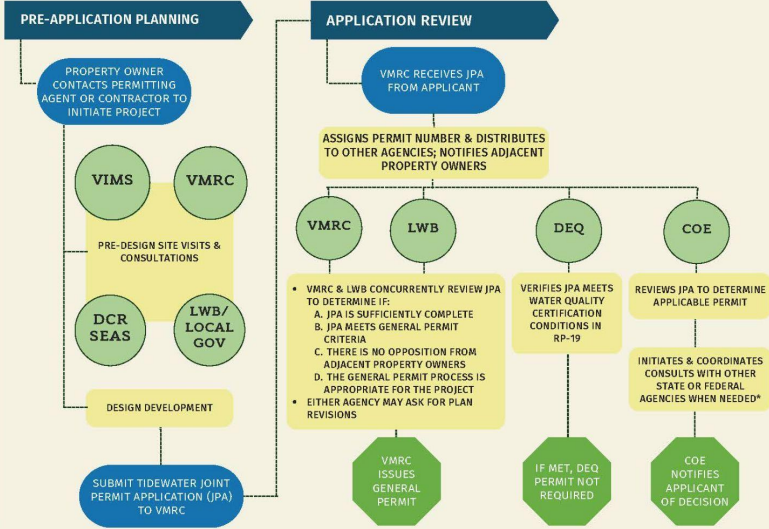 PRE-APPLICATION PLANNING
PROPERTY OWNER
CONTACTS PERMITTING
AGENT OR CONTRACTOR TO
INITIATE PROJECT
VIMS
VMRC
PRE-DESIGN SITE VISITS &
CONSULTATIONS
DCR
SEAS
LWB/
LOCAL
GOV
DESIGN DEVELOPMENT
SUBMIT TIDEWATER JOINT
PERMIT APPLICATION (JPA)
TO VMRC
APPLICATION REVIEW
VMRC RECEIVES JPA
FROM APPLICANT
ASSIGNS PERMIT NUMBER & DISTRIBUTES
TO OTHER AGENCIES; NOTIFIES ADJACENT
PROPERTY OWNERS
VMRC
LWB
DEQ
COE
• VMRC & LWB CONCURRENTLY REVIEW JPA
TO DETERMINE IF:
A. JPA IS SUFFICIENTLY COMPLETE
B. JPA MEETS GENERAL PERMIT
CRITERIA
C. THERE IS NO OPPOSITION FROM
ADJACENT PROPERTY OWNERS
D. THE GENERAL PERMIT PROCESS IS
APPROPRIATE FOR THE PROJECT
• EITHER AGENCY MAY ASK FOR PLAN
REVISIONS
VERIFIES JPA MEETS
WATER QUALITY
CERTIFICATION
CONDITIONS IN
RP-19
REVIEWS JPA TO DETERMINE
APPLICABLE PERMIT
INITIATES & COORDINATES
CONSULTS WITH OTHER
STATE OR FEDERAL
AGENCIES WHEN NEEDED*
VMRC
ISSUES
GENERAL
PERMIT
IF MET, DEQ
PERMIT NOT
REQUIRED
COE
NOTIFIES
APPLICANT
OF DECISION